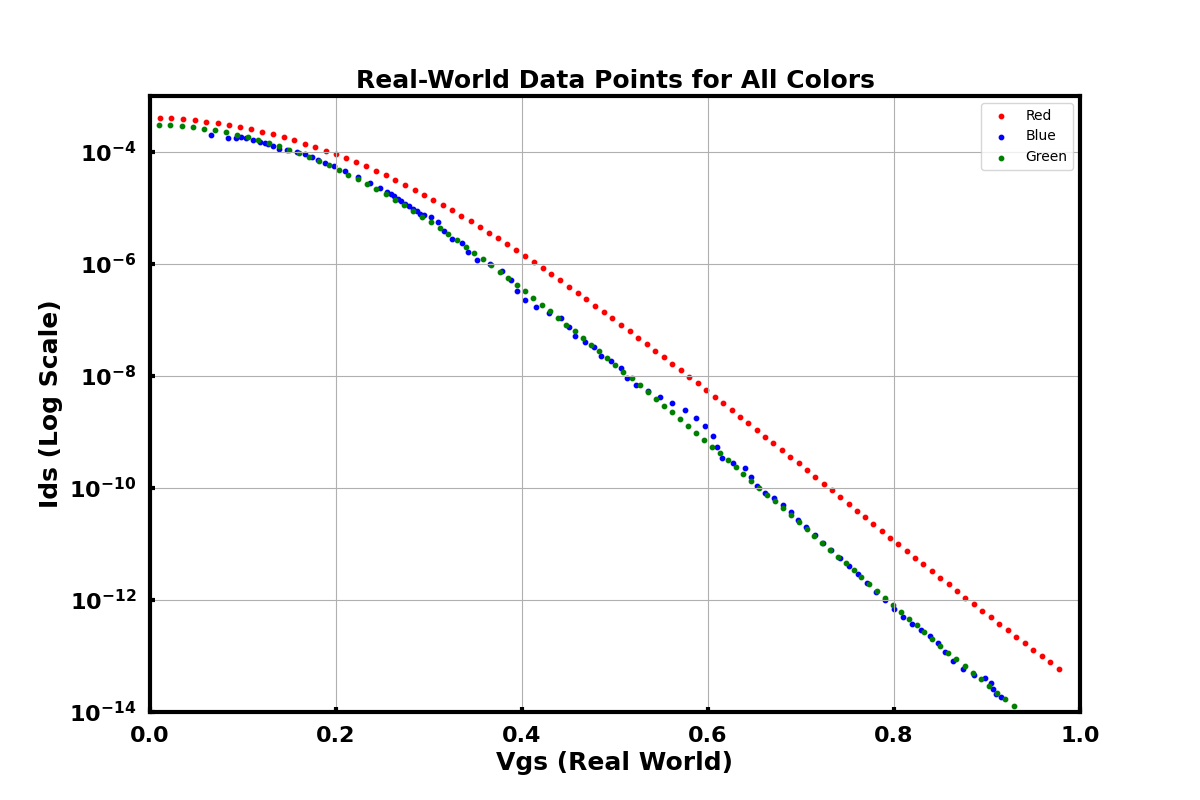 Real-World Data Points for All Colors
Red
Blue
Green
Ids (Log Scale)
10⁻⁴
10⁻⁶
10⁻⁸
10⁻¹⁰
10⁻¹²
10⁻¹⁴
0.0 0.2 0.4 0.6 0.8 1.0
Vgs (Real World)